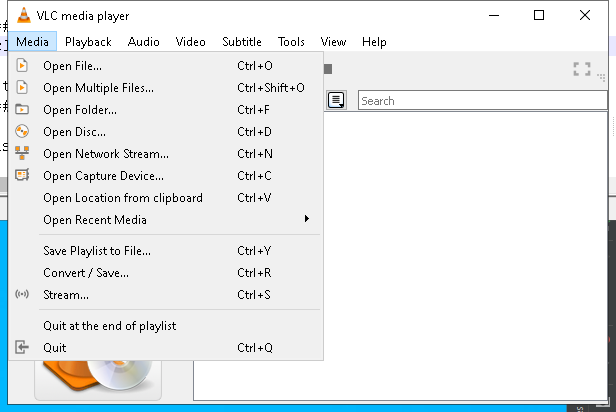 VLC media player
Media Playback Audio Video Subtitle Tools View Help
Open File... Ctrl+O
Open Multiple Files... Ctrl+Shift+O
Open Folder... Ctrl+F
Open Disc... Ctrl+D
Open Network Stream... Ctrl+N
Open Capture Device... Ctrl+C
Open Location from clipboard Ctrl+V
Open Recent Media
Save Playlist to File... Ctrl+Y
Convert / Save... Ctrl+R
Stream... Ctrl+S
Quit at the end of playlist
Quit Ctrl+Q
Search